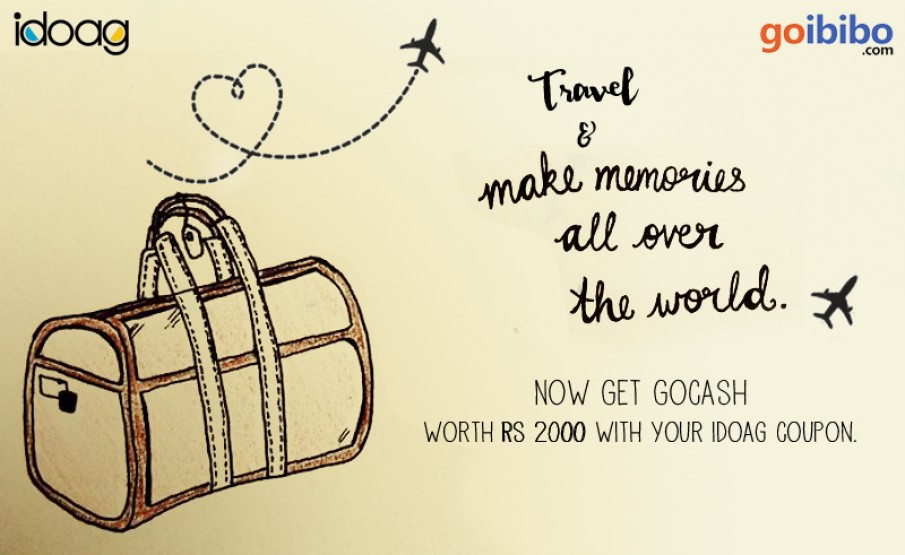 idoag
goibibo
.com
Travel
&
make memories
all over
the world.
NOW GET GOCASH
WORTH RS 2000 WITH YOUR IDOAG COUPON.